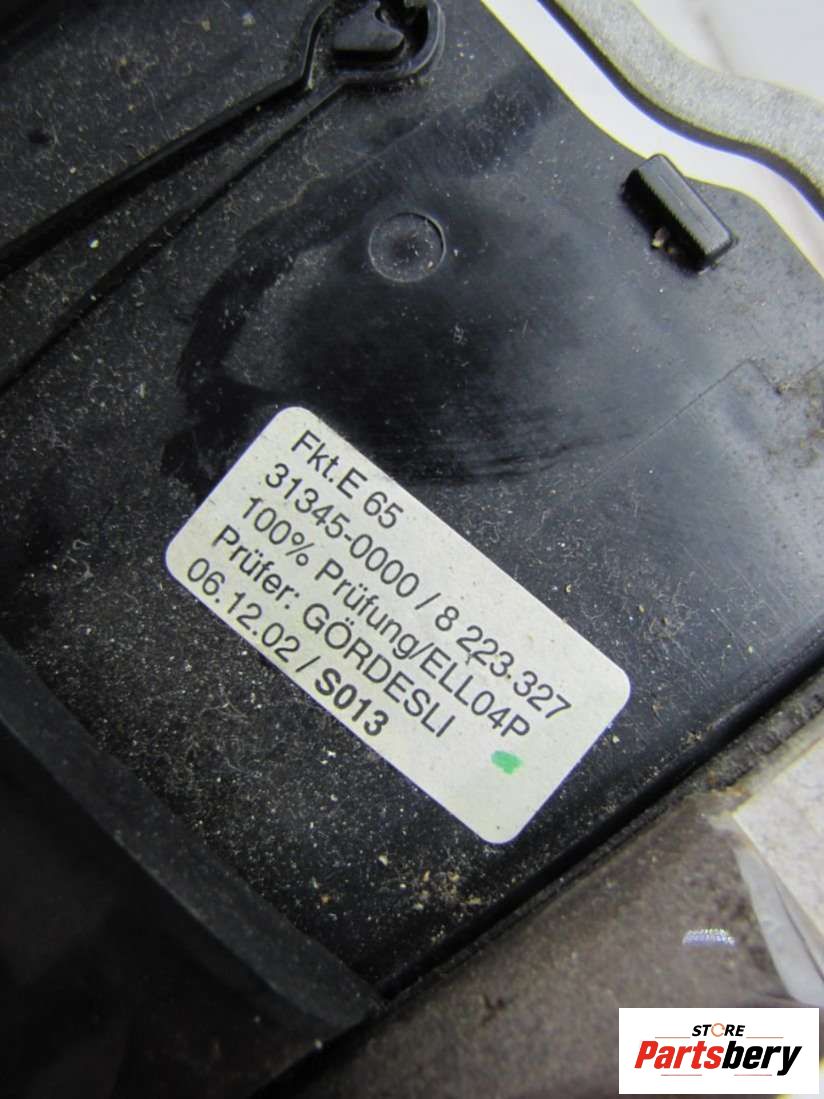 Fkt.E 65
31345-0000 / 8 223.327
100% Prüfung/ELL04P
Prüfer: GÖRDESLI
06.12.02 / S013
STORE
Partsbery